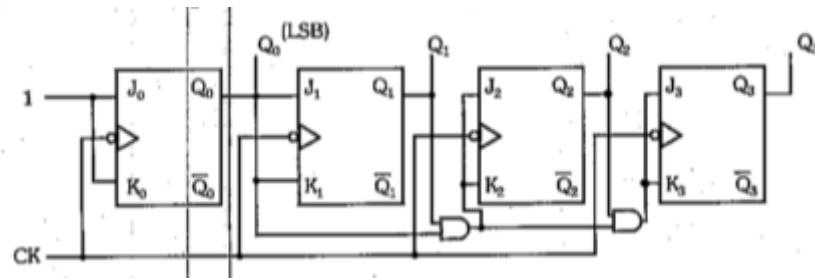 Q₀ (LSB) Q₁ Q₂ Q
1 J₀ Q₀ J₁ Q₁ J₂ Q₂ J₃ Q₃
K₀ Q̅₀ K₁ Q̅₁ K₂ Q̅₂ K₃ Q̅₃
CK